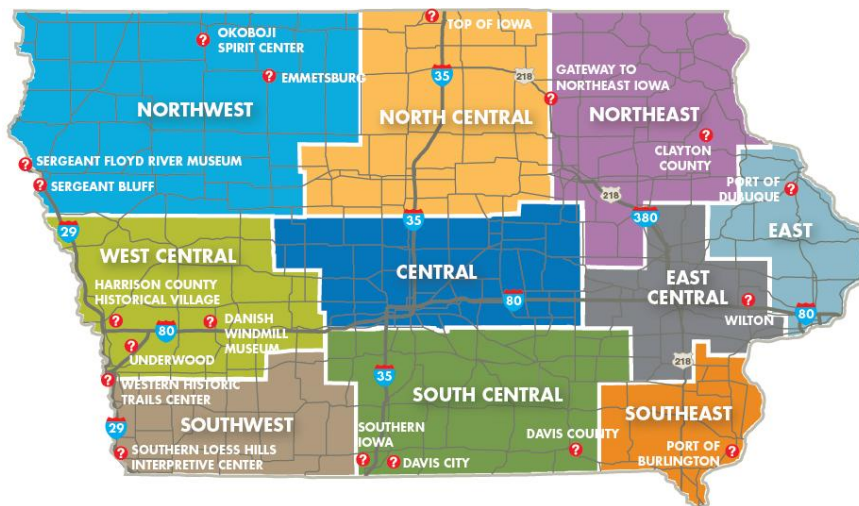 OKOBOJI
SPIRIT CENTER
?
TOP OF IOWA
?
EMMETSBURG
?
35
218
GATEWAY TO
NORTHEAST IOWA
?
NORTHWEST
NORTH CENTRAL
NORTHEAST
?
CLAYTON
COUNTY
SERGEANT FLOYD RIVER MUSEUM
?
SERGEANT BLUFF
?
PORT OF
DUBUQUE
?
218
35
380
29
EAST
WEST CENTRAL
CENTRAL
EAST
CENTRAL
HARRISON COUNTY
HISTORICAL VILLAGE
?
80
?
WILTON
80
?
DANISH
WINDMILL
MUSEUM
80
?
UNDERWOOD
218
?
WESTERN HISTORIC
TRAILS CENTER
35
SOUTH CENTRAL
SOUTHEAST
SOUTHWEST
29
SOUTHERN
IOWA
?
DAVIS COUNTY
?
PORT OF
BURLINGTON
?
?
SOUTHERN LOESS HILLS
INTERPRETIVE CENTER
?
DAVIS CITY